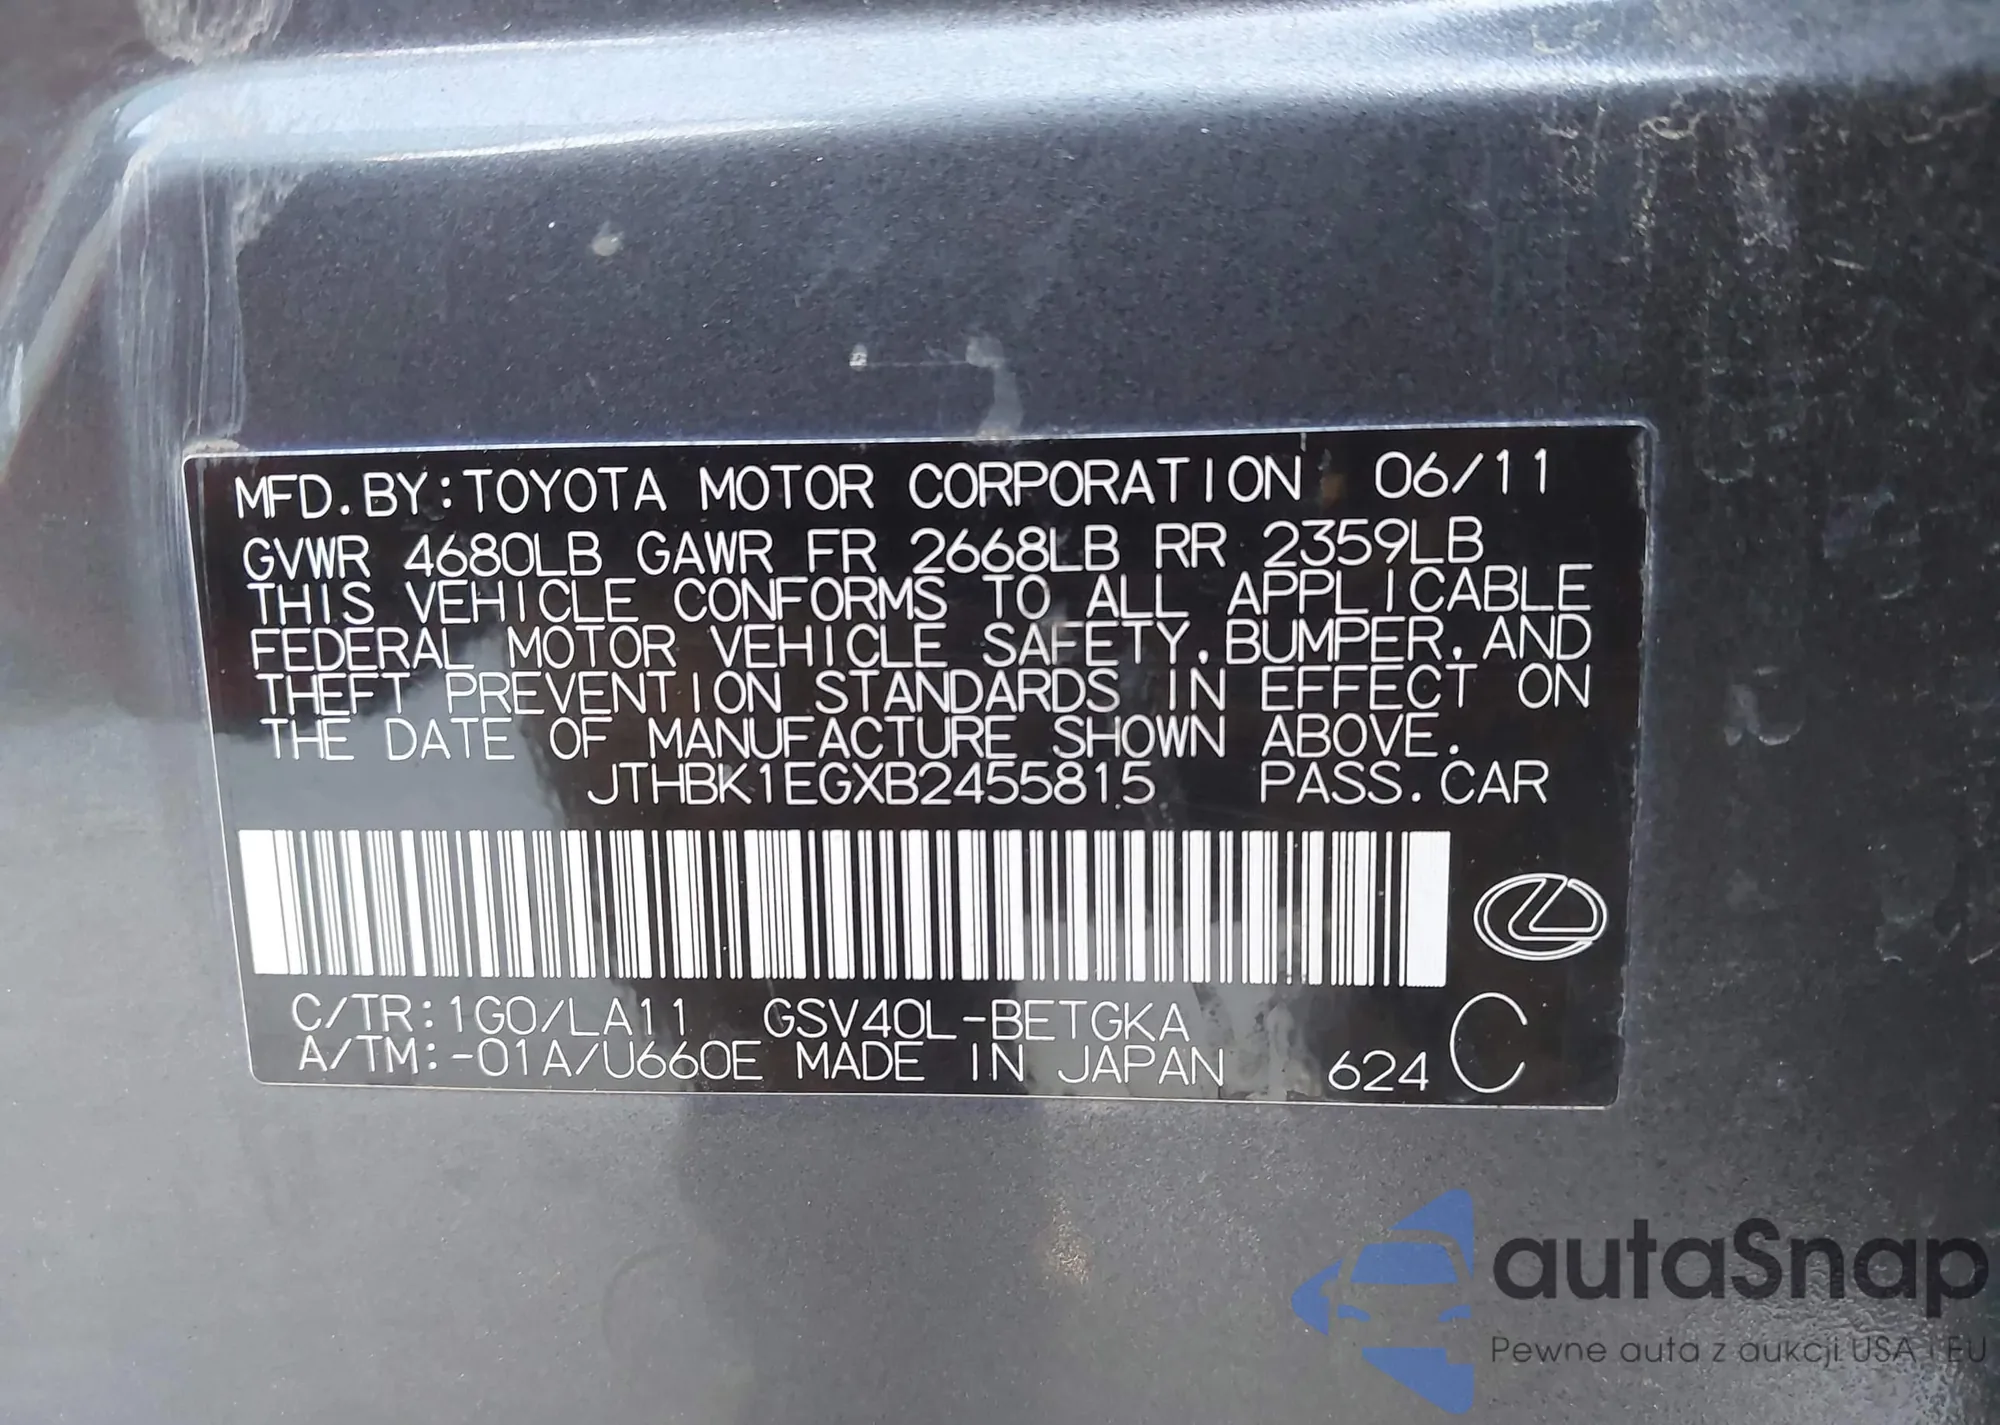 MFD. BY: TOYOTA MOTOR CORPORATION 06/11
GVWR 4680LB GAWR FR 2668LB RR 2359LB
THIS VEHICLE CONFORMS TO ALL APPLICABLE
FEDERAL MOTOR VEHICLE SAFETY, BUMPER, AND
THEFT PREVENTION STANDARDS IN EFFECT ON
THE DATE OF MANUFACTURE SHOWN ABOVE.
JTHBK1EGXB2455815 PASS. CAR
C/TR: 1G0/LA11 GSV40L-BETGKA
A/TM: -01A/U660E MADE IN JAPAN 624 C
autaSnap
Pewne auta z aukcji USA i EU